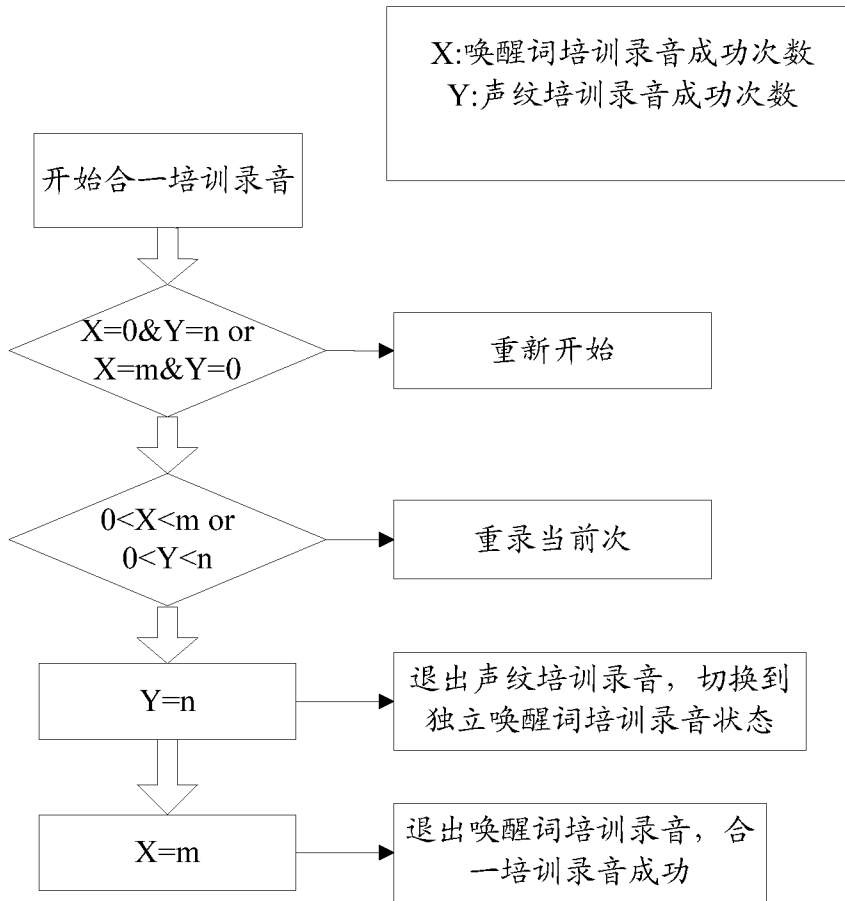 X:唤醒词培训录音成功次数
Y:声纹培训录音成功次数
开始合一培训录音
X=0&Y=n or
X=m&Y=0
重新开始
0<X<m or
0<Y<n
重录当前次
Y=n
退出声纹培训录音，切换到
独立唤醒词培训录音状态
X=m
退出唤醒词培训录音，合
一培训录音成功